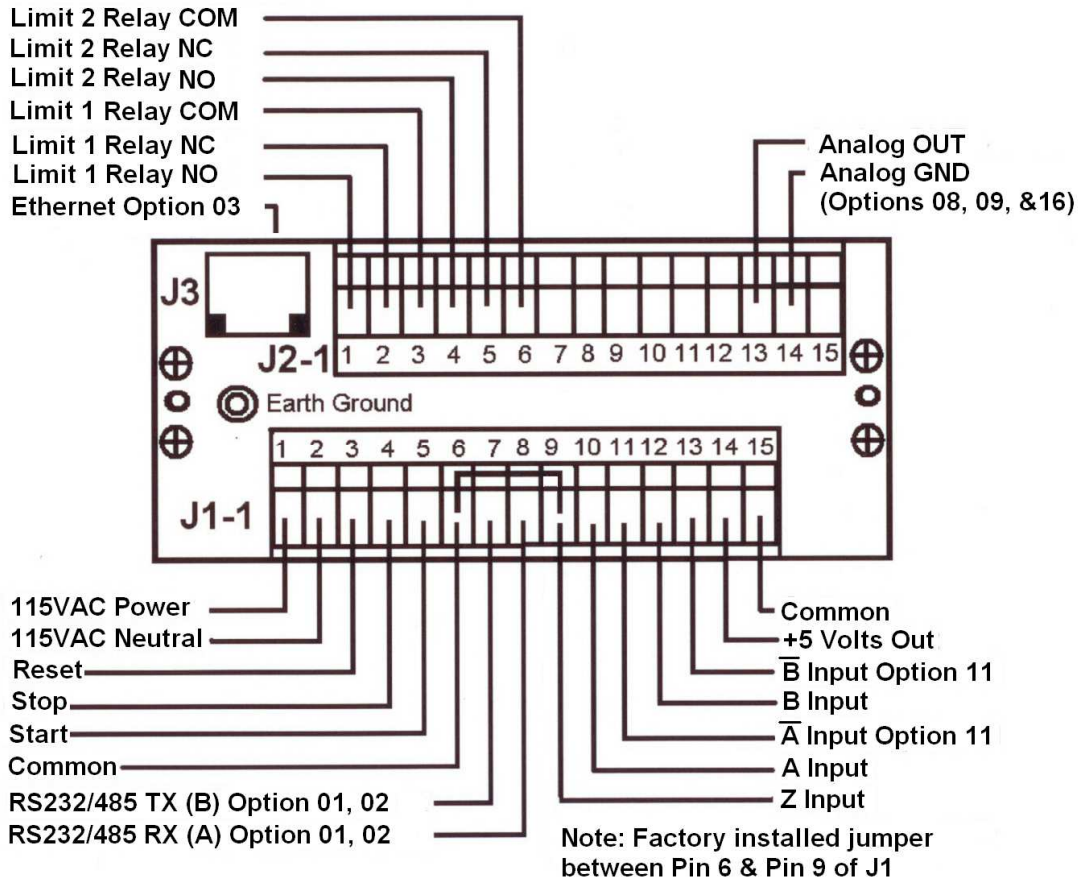 Limit 2 Relay COM
Limit 2 Relay NC
Limit 2 Relay NO
Limit 1 Relay COM
Limit 1 Relay NC
Limit 1 Relay NO
Ethernet Option 03
Analog OUT
Analog GND
(Options 08, 09, &16)
J3
J2-1
1 2 3 4 5 6 7 8 9 10 11 12 13 14 15
Earth Ground
1 2 3 4 5 6 7 8 9 10 11 12 13 14 15
J1-1
115VAC Power
115VAC Neutral
Reset
Stop
Start
Common
RS232/485 TX (B) Option 01, 02
RS232/485 RX (A) Option 01, 02
Common
+5 Volts Out
B̅ Input Option 11
B Input
A̅ Input Option 11
A Input
Z Input
Note: Factory installed jumper
between Pin 6 & Pin 9 of J1